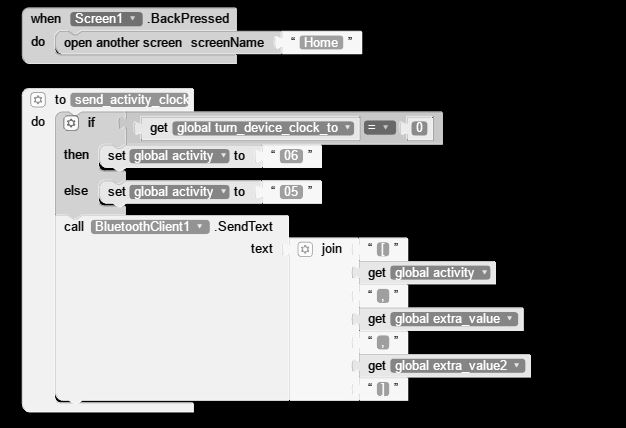 when Screen1 .BackPressed
do open another screen screenName " Home "
to send_activity_clock
do if get global turn_device_clock_to = 0
then set global activity to " 06 "
else set global activity to " 05 "
call BluetoothClient1 .SendText
text join " [ "
get global activity
" , "
get global extra_value
" , "
get global extra_value2
" ] "